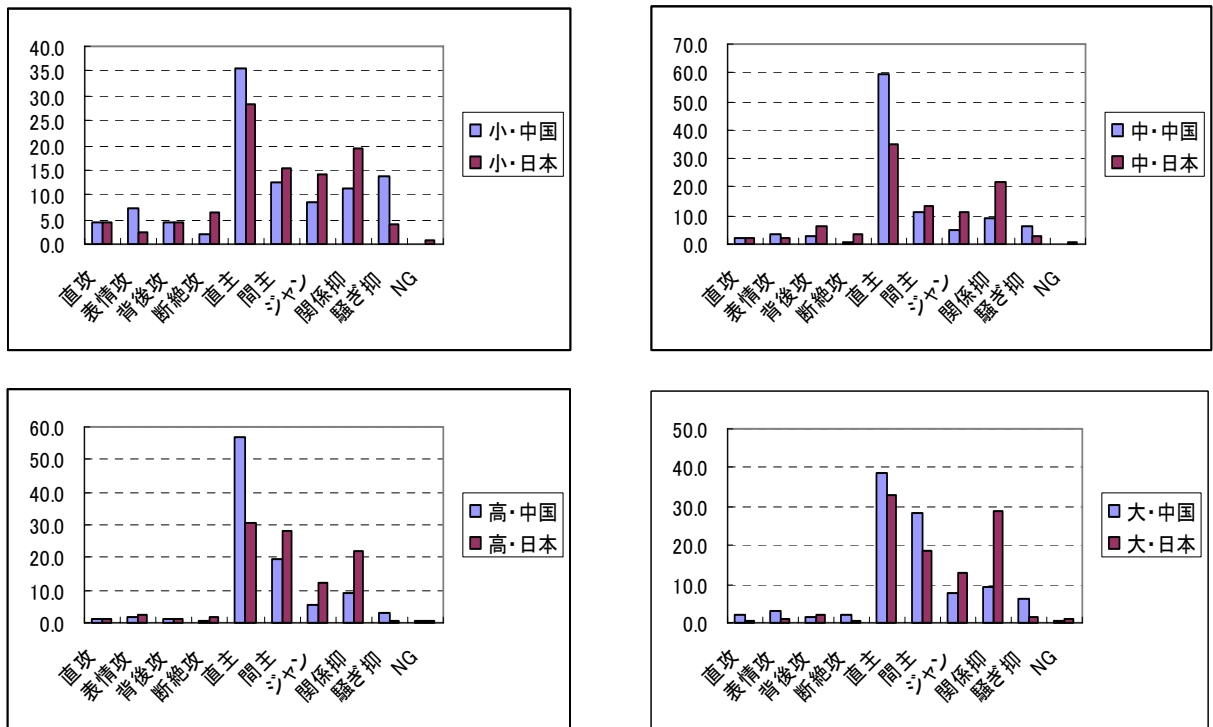 40.0
35.0
30.0
25.0
20.0
15.0
10.0
5.0
0.0
直攻
表情攻
背後攻
断絶攻
直主
間主
ジャン
関係抑
騒ぎ抑
NG
小・中国
小・日本
70.0
60.0
50.0
40.0
30.0
20.0
10.0
0.0
直攻
表情攻
背後攻
断絶攻
直主
間主
ジャン
関係抑
騒ぎ抑
NG
中・中国
中・日本
60.0
50.0
40.0
30.0
20.0
10.0
0.0
直攻
表情攻
背後攻
断絶攻
直主
間主
ジャン
関係抑
騒ぎ抑
NG
高・中国
高・日本
50.0
40.0
30.0
20.0
10.0
0.0
直攻
表情攻
背後攻
断絶攻
直主
間主
ジャン
関係抑
騒ぎ抑
NG
大・中国
大・日本